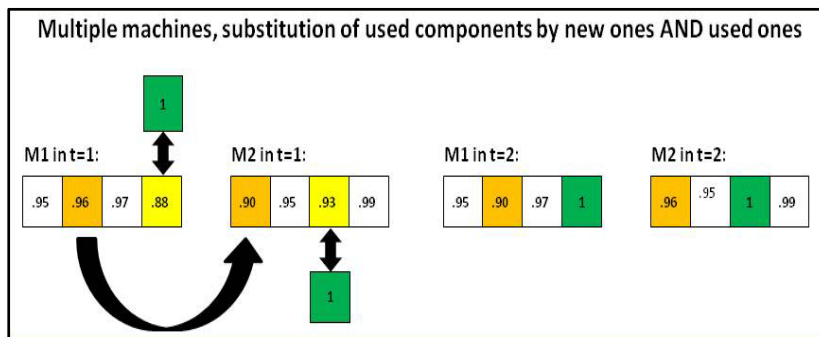 Multiple machines, substitution of used components by new ones AND used ones
1
M1 in t=1:
M2 in t=1:
M1 in t=2:
M2 in t=2:
.95 .96 .97 .88
.90 .95 .93 .99
.95 .90 .97 1
.96 .95 1 .99
1